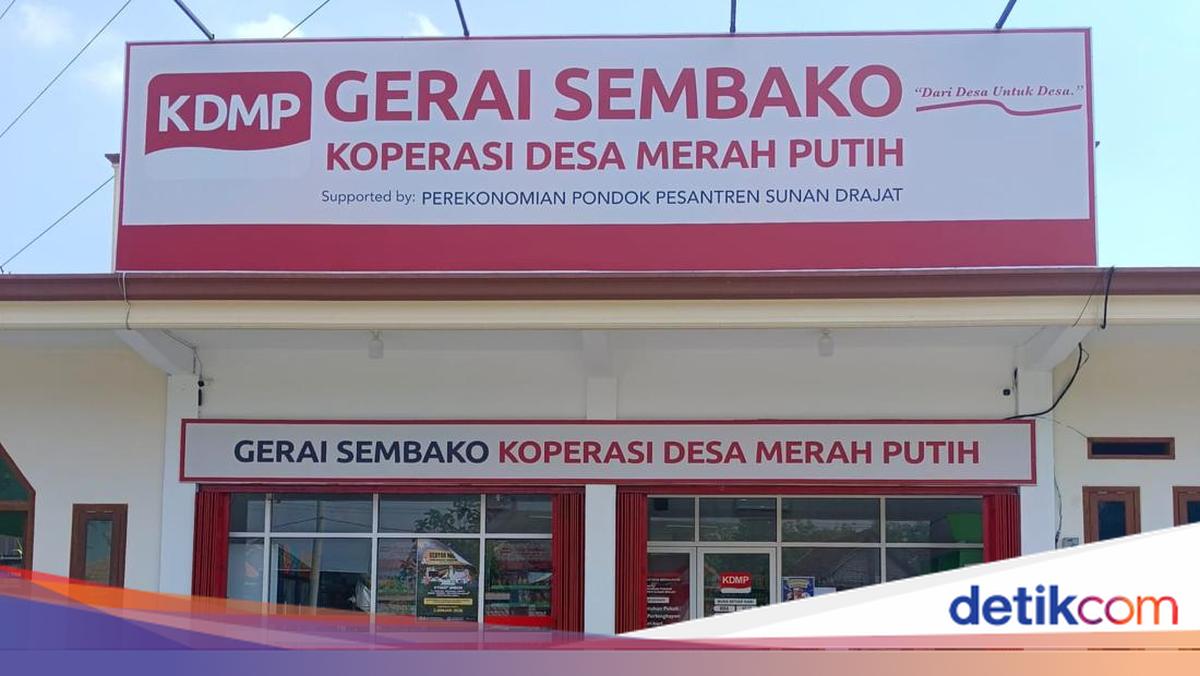 KDMP
GERAI SEMBAKO
"Dari Desa Untuk Desa."
KOPERASI DESA MERAH PUTIH
Supported by: PEREKONOMIAN PONDOK PESANTREN SUNAN DRAJAT
GERAI SEMBAKO KOPERASI DESA MERAH PUTIH
KDMP
detikcom